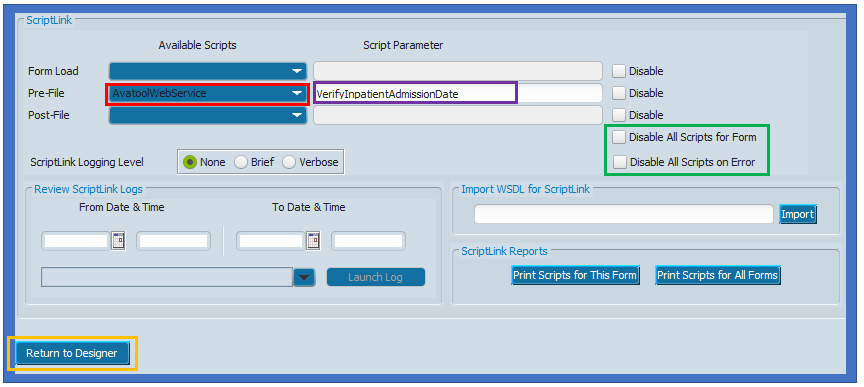 ScriptLink
Available Scripts Script Parameter
Form Load Disable
Pre-File AvatoolWebService VerifyInpatientAdmissionDate Disable
Post-File Disable
Disable All Scripts for Form
ScriptLink Logging Level None Brief Verbose Disable All Scripts on Error
Review ScriptLink Logs Import WSDL for ScriptLink
From Date & Time To Date & Time
Import
ScriptLink Reports
Launch Log Print Scripts for This Form Print Scripts for All Forms
Return to Designer